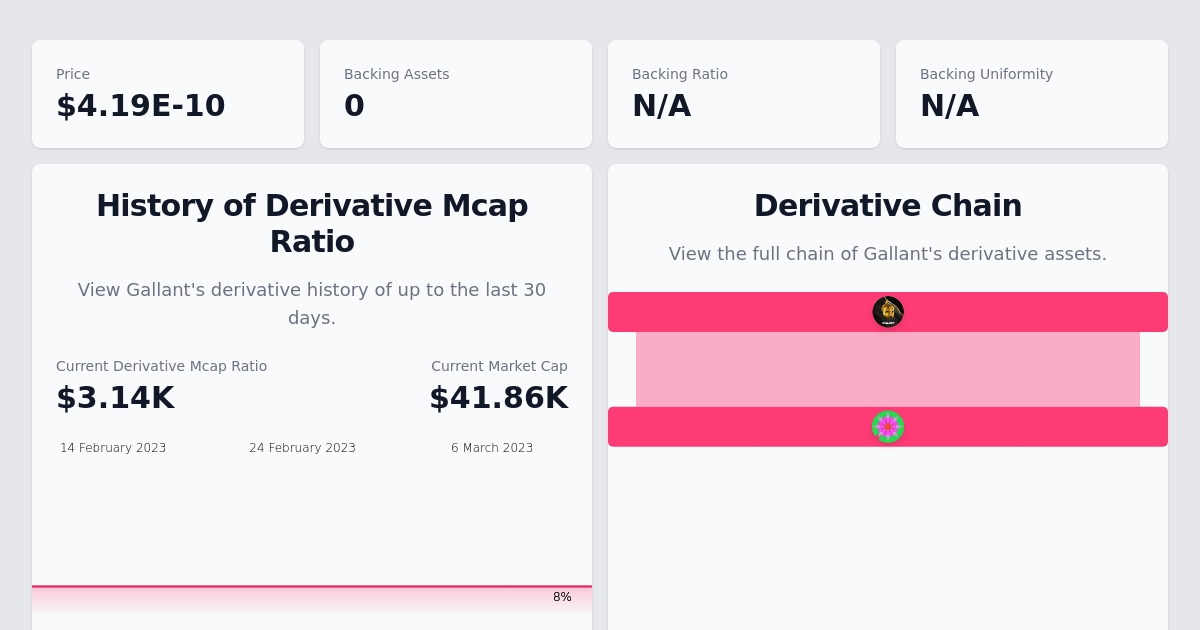 Price
$4.19E-10
Backing Assets
0
Backing Ratio
N/A
Backing Uniformity
N/A
History of Derivative Mcap
Ratio
View Gallant's derivative history of up to the last 30
days.
Current Derivative Mcap Ratio
$3.14K
Current Market Cap
$41.86K
14 February 2023
24 February 2023
6 March 2023
8%
Derivative Chain
View the full chain of Gallant's derivative assets.